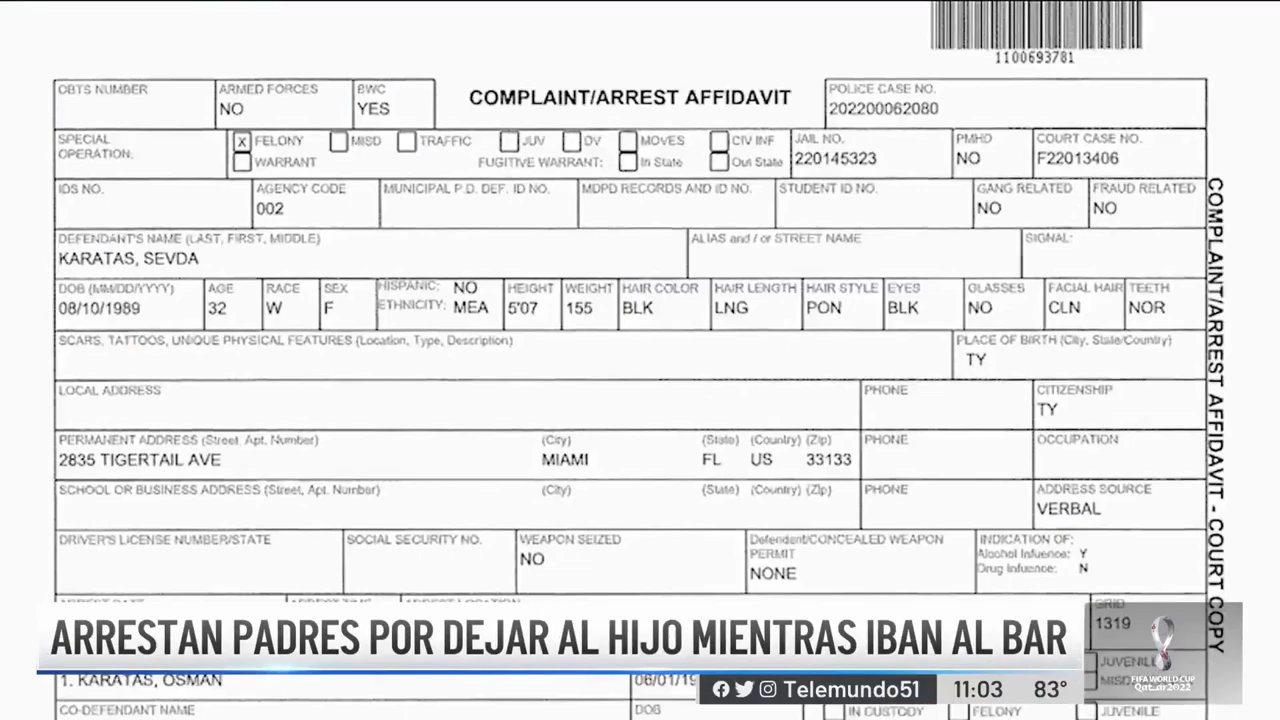 1100693781
OBTS NUMBER ARMED FORCES NO BWC YES COMPLAINT/ARREST AFFIDAVIT POLICE CASE NO. 202200062080
SPECIAL OPERATION: X FELONY MISD TRAFFIC JUV DV MOVES CIV INF JAIL NO. 220145323 PMHD NO COURT CASE NO. F22013406
WARRANT FUGITIVE WARRANT: In State Out State
IDS NO. AGENCY CODE MUNICIPAL P.D. DEF. ID NO. MDPD RECORDS AND ID NO. STUDENT ID NO. GANG RELATED FRAUD RELATED
002 NO NO
DEFENDANT'S NAME (LAST, FIRST, MIDDLE) ALIAS and / or STREET NAME SIGNAL:
KARATAS, SEVDA
DOB (MM/DD/YYYY) AGE RACE SEX HISPANIC: NO HEIGHT WEIGHT HAIR COLOR HAIR LENGTH HAIR STYLE EYES GLASSES FACIAL HAIR TEETH
08/10/1989 32 W F ETHNICITY: MEA 5'07 155 BLK LNG PON BLK NO CLN NOR
SCARS, TATTOOS, UNIQUE PHYSICAL FEATURES (Location, Type, Description) PLACE OF BIRTH (City, State/Country)
TY
LOCAL ADDRESS PHONE CITIZENSHIP
TY
PERMANENT ADDRESS (Street, Apt. Number) (City) (State) (Country) (Zip) PHONE OCCUPATION
2835 TIGERTAIL AVE MIAMI FL US 33133
SCHOOL OR BUSINESS ADDRESS (Street, Apt. Number) (City) (State) (Country) (Zip) PHONE ADDRESS SOURCE
VERBAL
DRIVER'S LICENSE NUMBER/STATE SOCIAL SECURITY NO. WEAPON SEIZED Defendant/CONCEALED WEAPON PERMIT INDICATION OF:
NO NONE Alcohol Influence: Y
Drug Influence: N
COMPLAINT/ARREST AFFIDAVIT - COURT COPY
GRID
1319
ARRESTAN PADRES POR DEJAR AL HIJO MIENTRAS IBAN AL BAR
JUVENILE
1. KARATAS, OSMAN 06/01/19
Telemundo51 11:03 83°
FIFA WORLD CUP
Qatar2022
CO-DEFENDANT NAME DOB IN CUSTODY FELONY JUVENILE